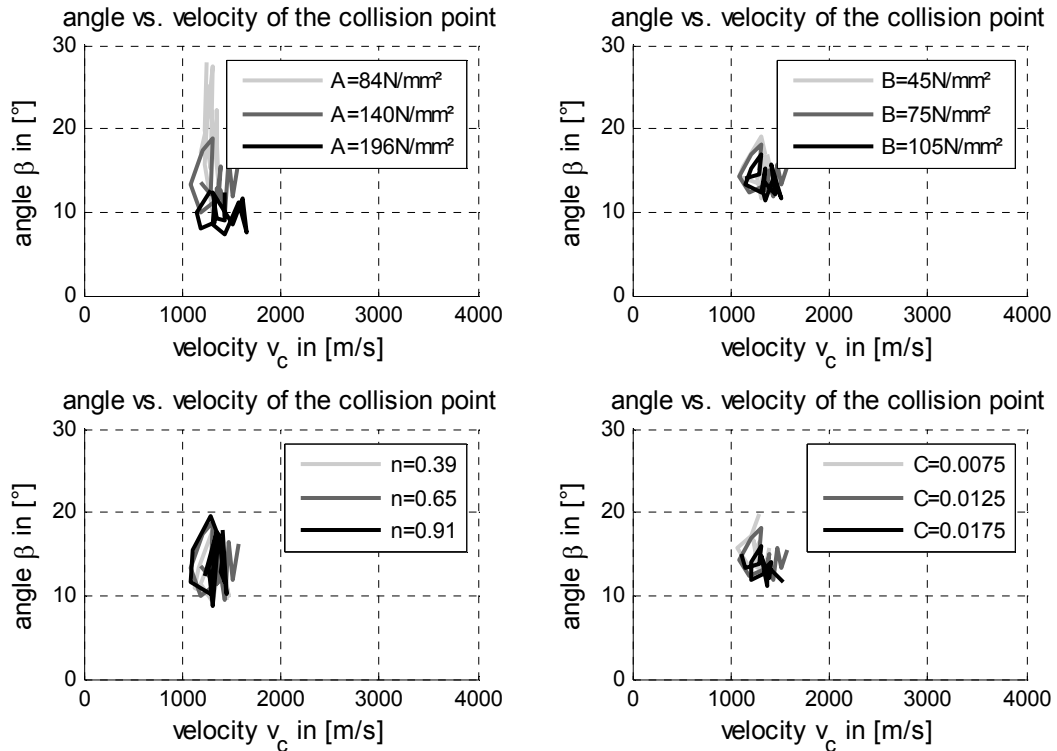 angle vs. velocity of the collision point
30
20
10
0
angle β in [°]
A=84N/mm²
A=140N/mm²
A=196N/mm²
0 1000 2000 3000 4000
velocity v_c in [m/s]
angle vs. velocity of the collision point
30
20
10
0
angle β in [°]
B=45N/mm²
B=75N/mm²
B=105N/mm²
0 1000 2000 3000 4000
velocity v_c in [m/s]
angle vs. velocity of the collision point
30
20
10
0
angle β in [°]
n=0.39
n=0.65
n=0.91
0 1000 2000 3000 4000
velocity v_c in [m/s]
angle vs. velocity of the collision point
30
20
10
0
angle β in [°]
C=0.0075
C=0.0125
C=0.0175
0 1000 2000 3000 4000
velocity v_c in [m/s]